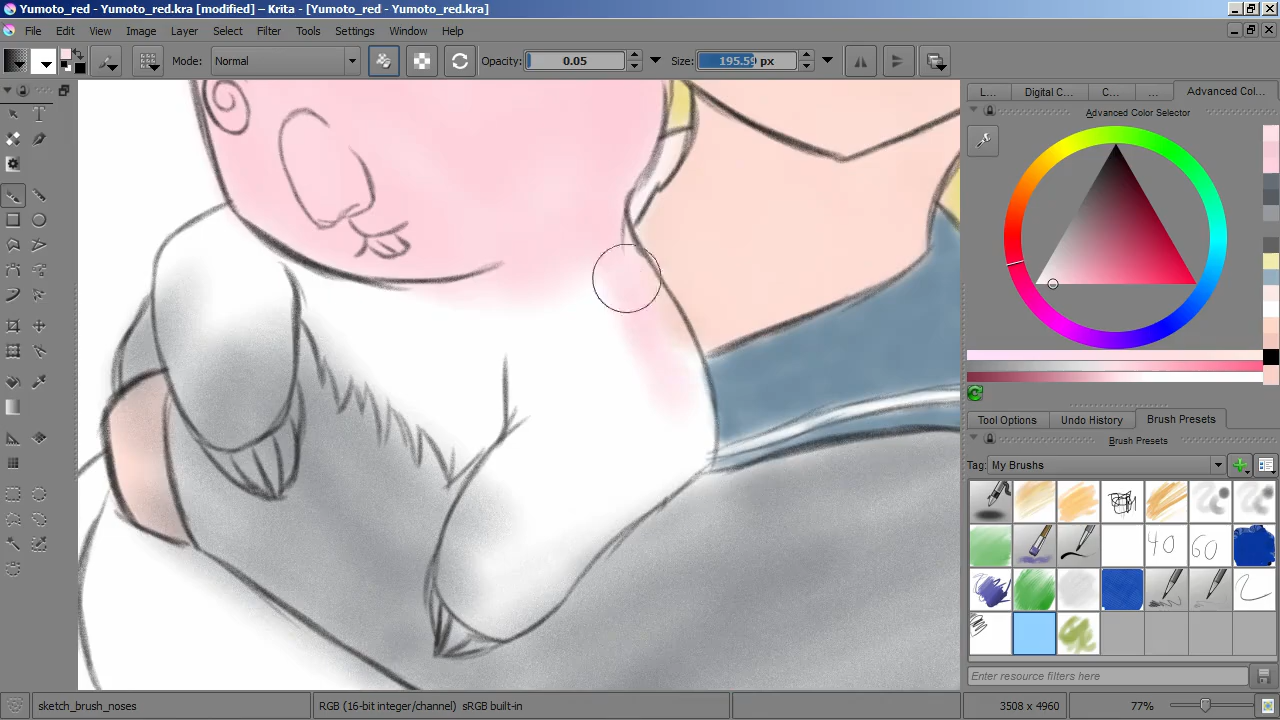 Yumoto_red - Yumoto_red.kra [modified] – Krita - [Yumoto_red - Yumoto_red.kra]
File Edit View Image Layer Select Filter Tools Settings Window Help
Mode: Normal Opacity: 0.05 Size: 195.59 px
L... Digital C... C... ... Advanced Col...
Advanced Color Selector
Tool Options Undo History Brush Presets
Brush Presets
Tag: My Brushes
40 60
Enter resource filters here
sketch_brush_noses RGB (16-bit integer/channel) sRGB built-in 3508 x 4960 77%